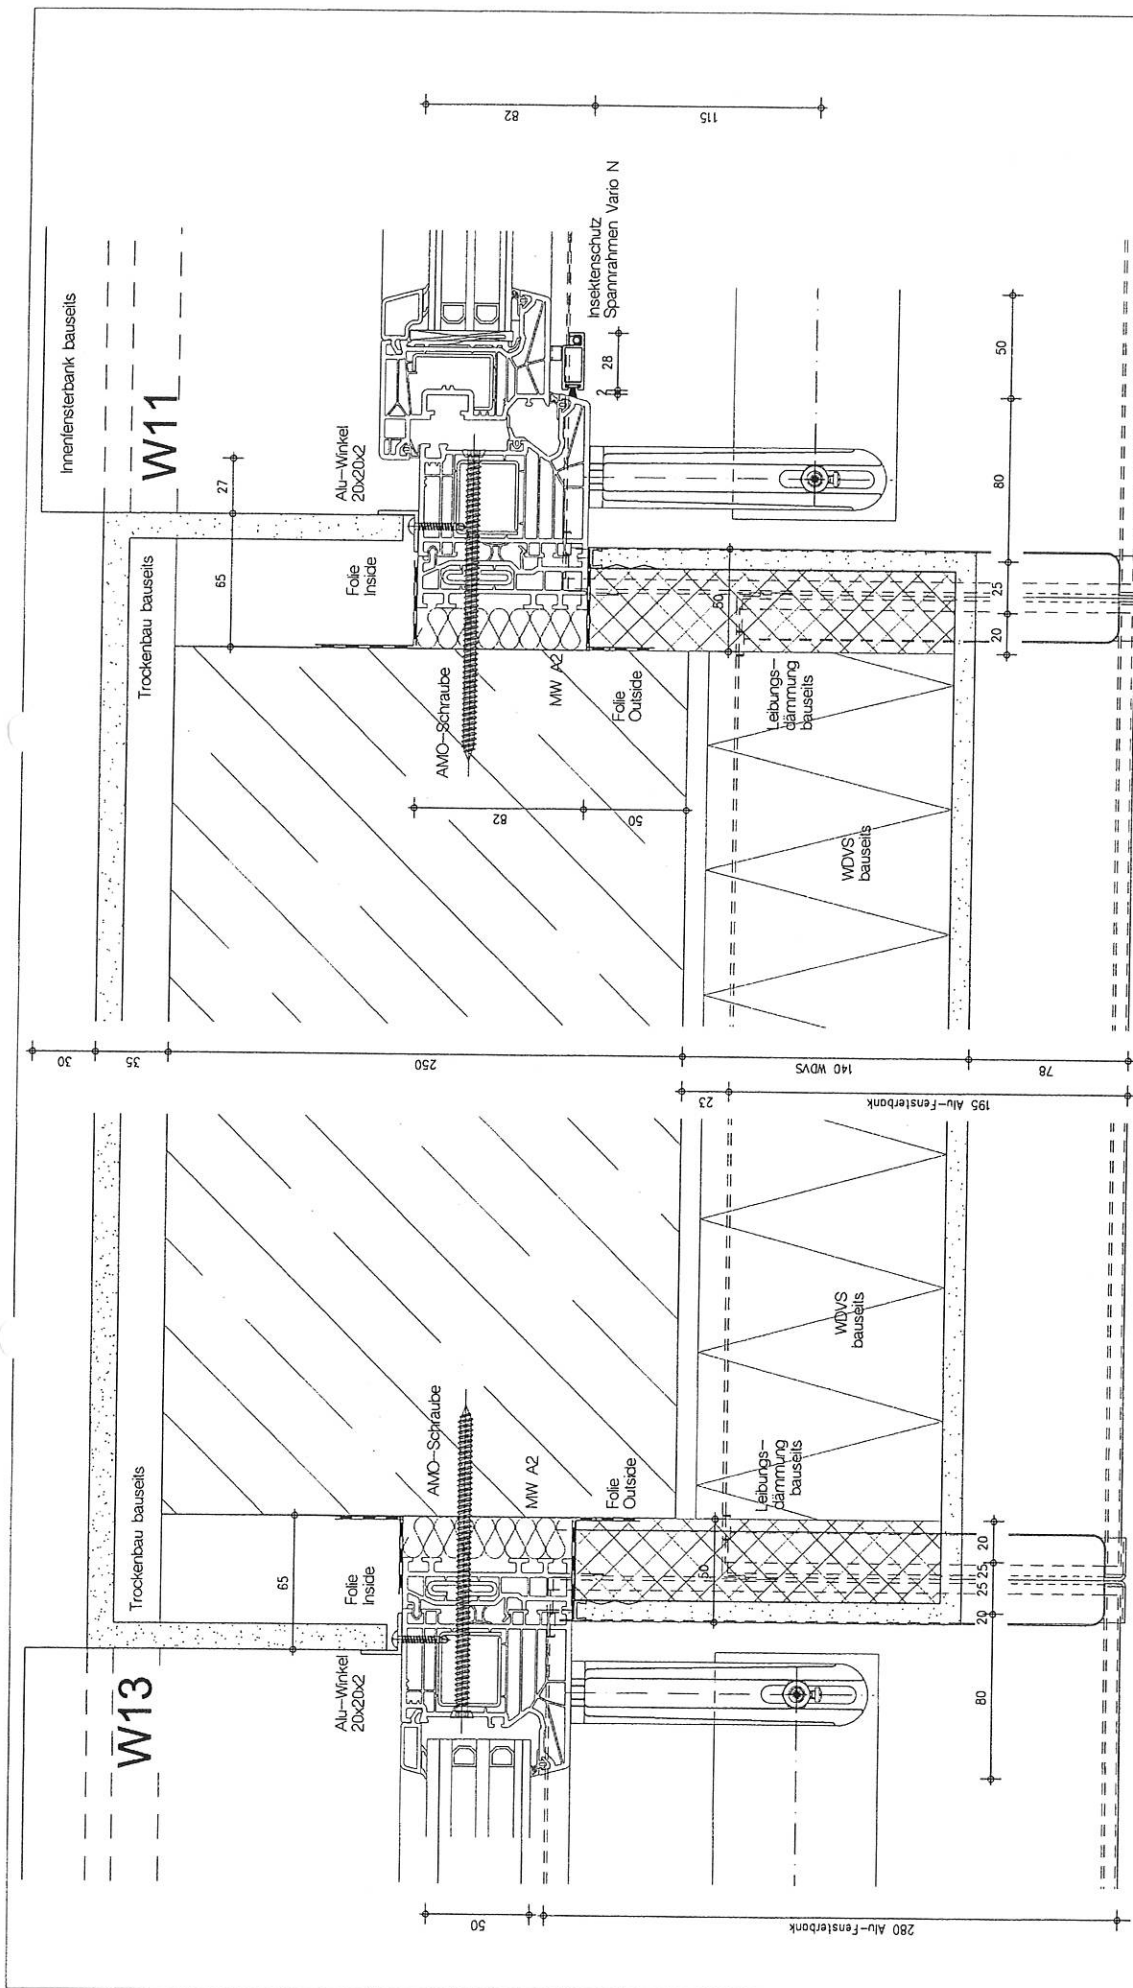 Innenfensterbank bauseits
W11
Trockenbau bauseits
27
65
Alu-Winkel
20x20x2
Folie
Inside
AMO-Schraube
MW A2
Folie
Outside
82
50
Insektenschutz
Spannrahmen Vario N
28
2
82
115
50
80
25
20
60
Leibungs-
dämmung
bauseits
WDVS
bauseits
30
35
250
140 WDVS
78
23
195 Alu-Fensterbank
W13
Trockenbau bauseits
65
Alu-Winkel
20x20x2
Folie
Inside
AMO-Schraube
MW A2
Folie
Outside
Leibungs-
dämmung
bauseits
WDVS
bauseits
60
20
25
25
20
80
50
280 Alu-Fensterbank